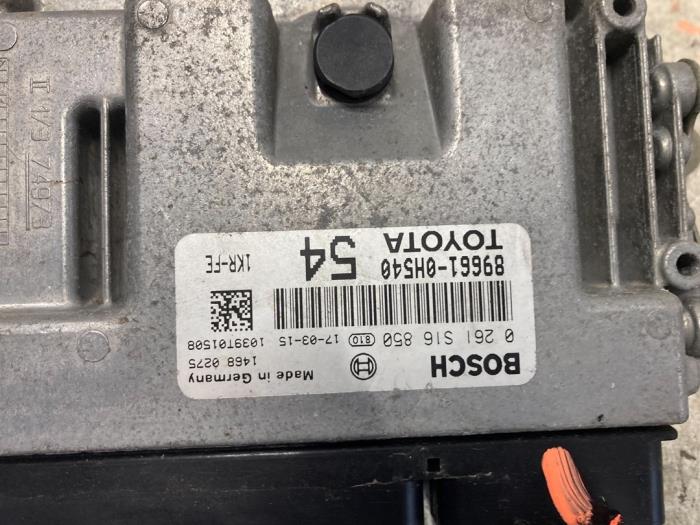 BOSCH
Made in Germany
1468 0275
0 261 S16 850 810 17-03-15 1039T01508
89661-0H540
TOYOTA
54
1KR-FE